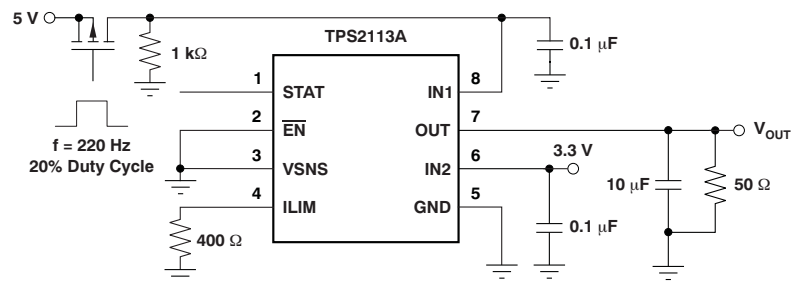 5 V
TPS2113A
1 kΩ
0.1 µF
1
STAT
IN1
8
2
EN
OUT
7
VOUT
f = 220 Hz
20% Duty Cycle
3
VSNS
IN2
6
3.3 V
10 µF
50 Ω
4
ILIM
GND
5
0.1 µF
400 Ω